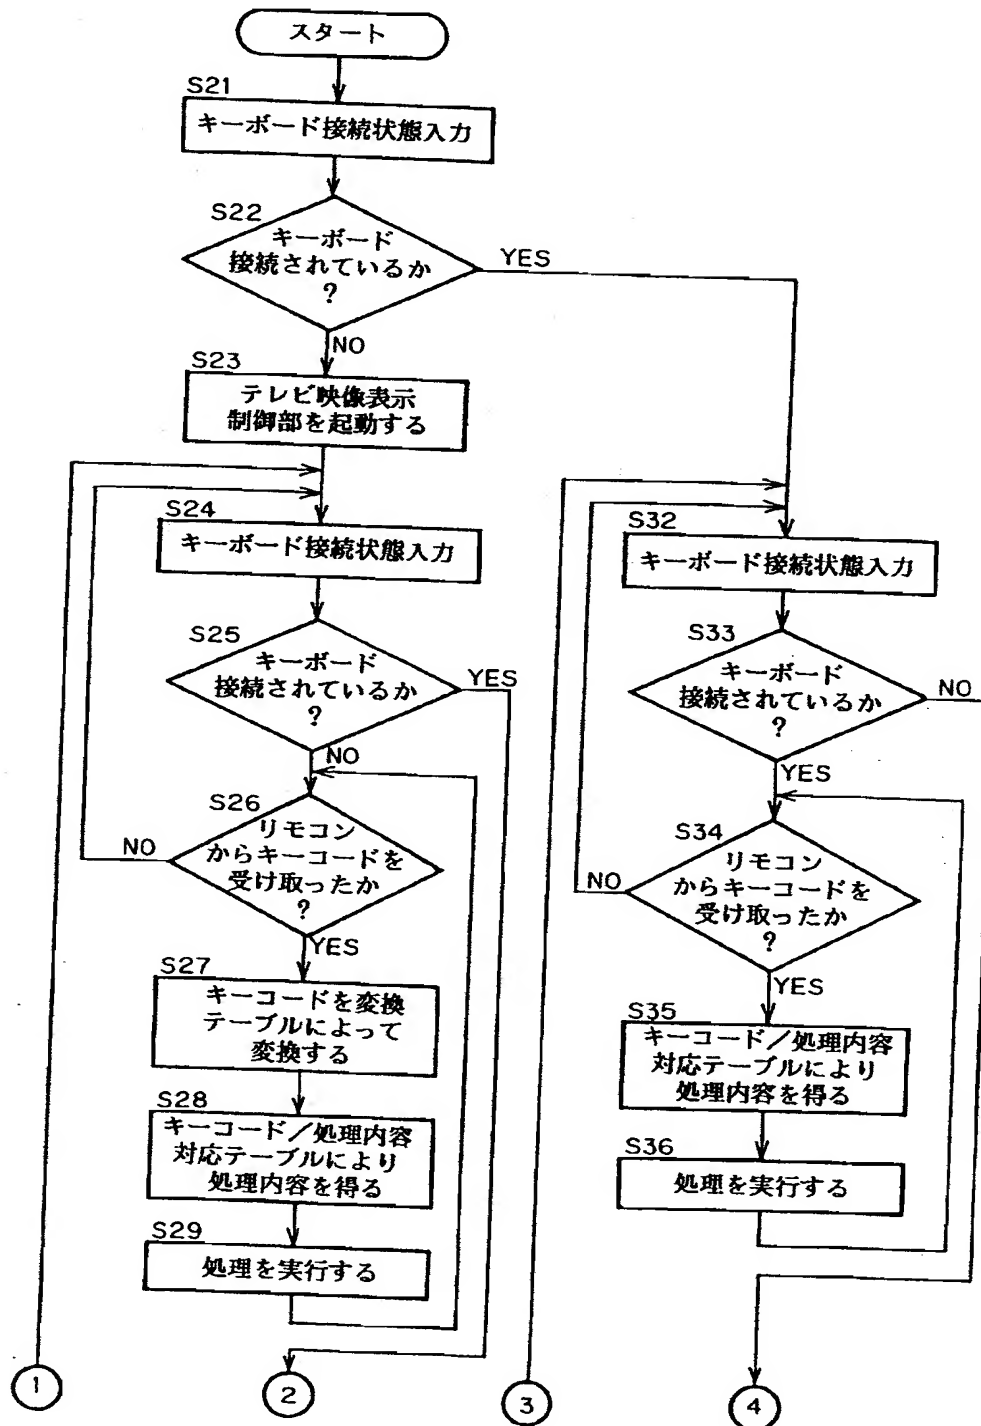 スタート
S21
キーボード接続状態入力
S22
キーボード
接続されているか
?
YES
NO
S23
テレビ映像表示
制御部を起動する
S24
キーボード接続状態入力
S25
キーボード
接続されているか
?
YES
NO
S26
リモコン
からキーコードを
受け取ったか
?
NO
YES
S27
キーコードを変換
テーブルによって
変換する
S28
キーコード/処理内容
対応テーブルにより
処理内容を得る
S29
処理を実行する
1
2
S32
キーボード接続状態入力
S33
キーボード
接続されているか
?
NO
YES
S34
リモコン
からキーコードを
受け取ったか
?
NO
YES
S35
キーコード/処理内容
対応テーブルにより
処理内容を得る
S36
処理を実行する
3
4